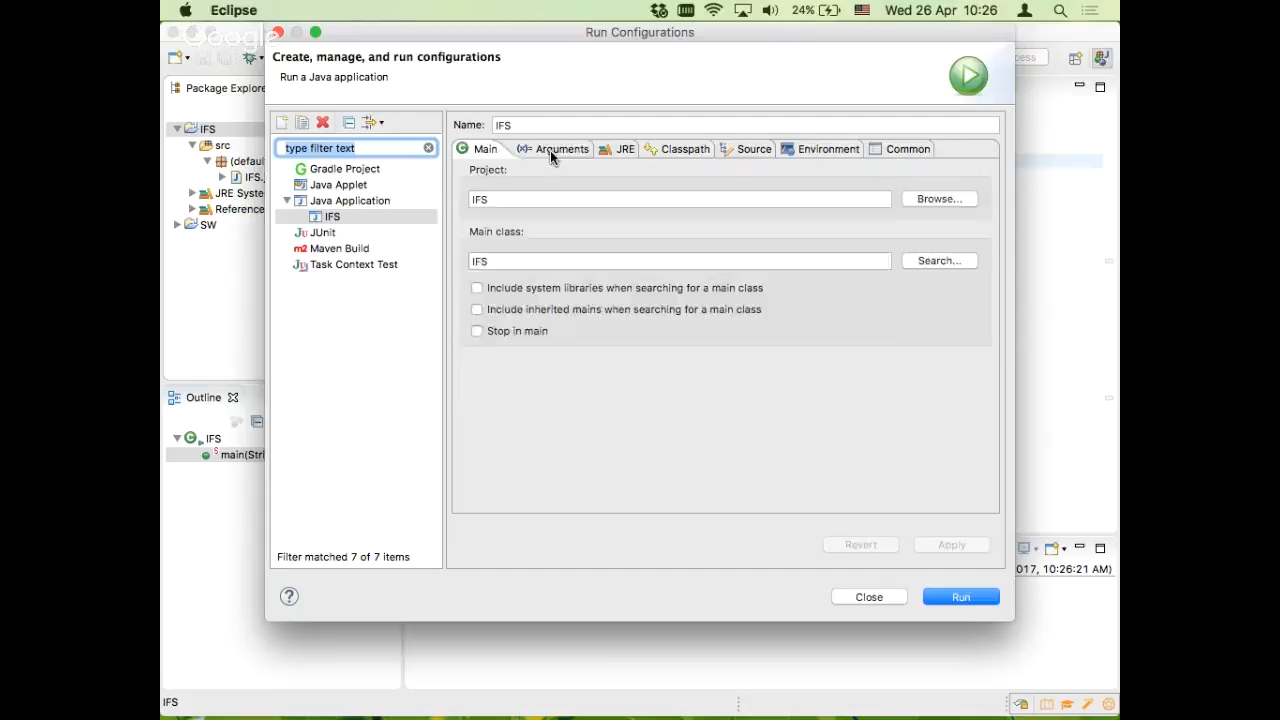 Eclipse
24%
Wed 26 Apr 10:26
Google
Run Configurations
Create, manage, and run configurations
Run a Java application
Package Explore
IFS
src
(defau
IFS.
JRE Syste
Reference
SW
type filter text
Gradle Project
Java Applet
Java Application
IFS
JUnit
Maven Build
Task Context Test
Filter matched 7 of 7 items
Name: IFS
Main
Arguments
JRE
Classpath
Source
Environment
Common
Project:
IFS
Browse...
Main class:
IFS
Search...
Include system libraries when searching for a main class
Include inherited mains when searching for a main class
Stop in main
Revert
Apply
Close
Run
Outline
IFS
main(Stri
017, 10:26:21 AM)
IFS